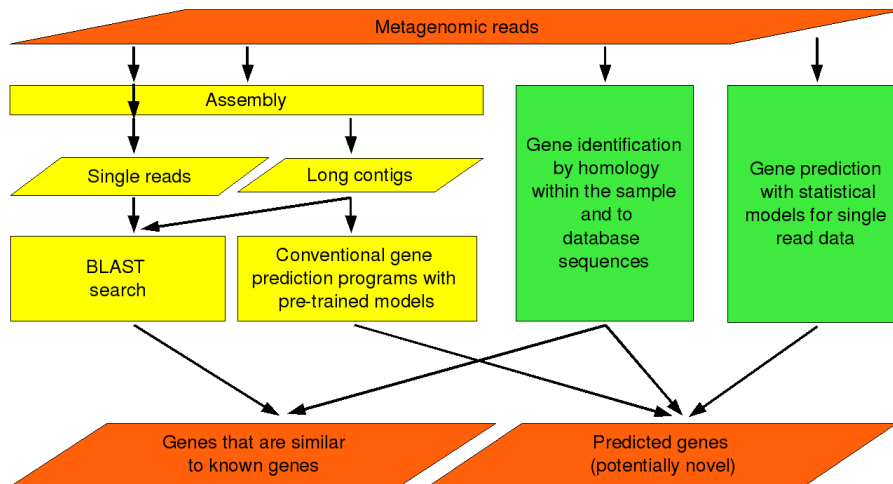 Metagenomic reads
Assembly
Single reads
Long contigs
BLAST
search
Conventional gene
prediction programs with
pre-trained models
Gene identification
by homology
within the sample
and to
database
sequences
Gene prediction
with statistical
models for single
read data
Genes that are similar
to known genes
Predicted genes
(potentially novel)